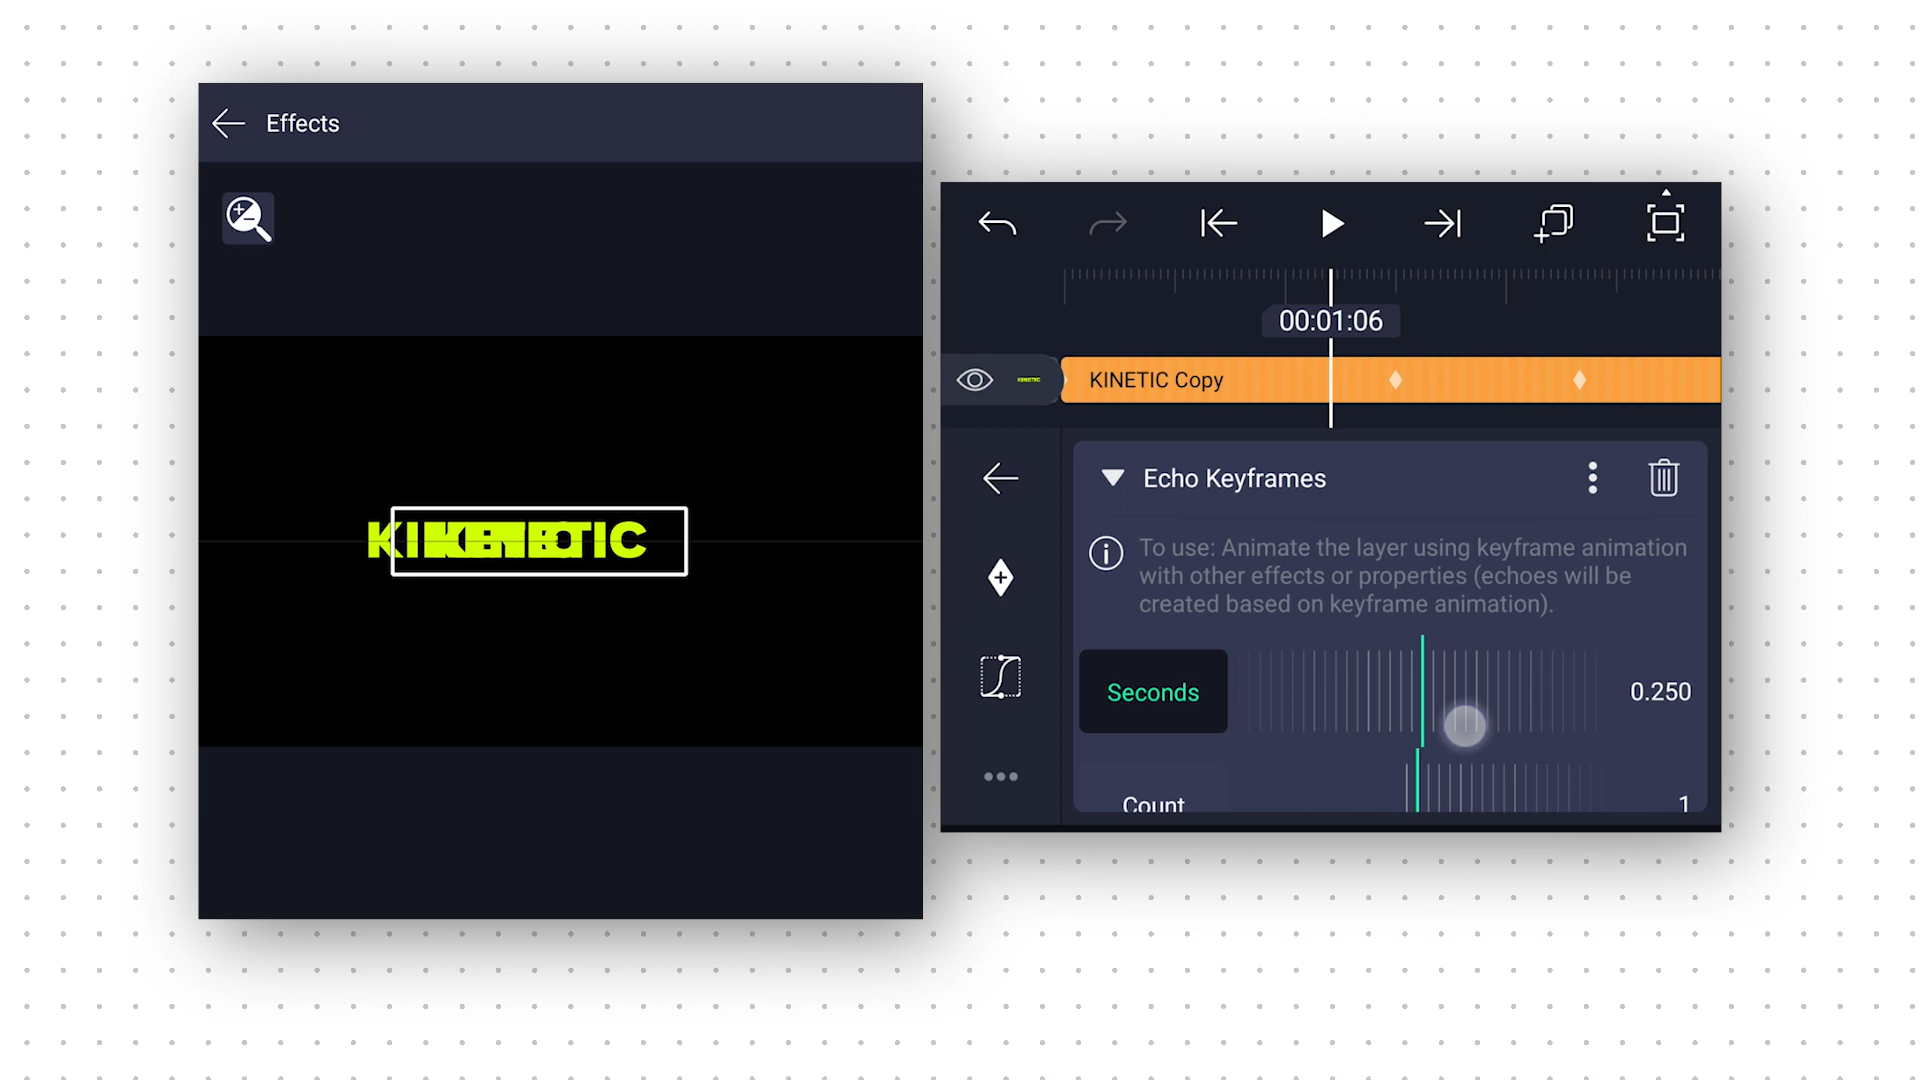 Effects
KINETIC
00:01:06
KINETIC
KINETIC Copy
Echo Keyframes
To use: Animate the layer using keyframe animation
with other effects or properties (echoes will be
created based on keyframe animation).
Seconds
0.250
Count
1